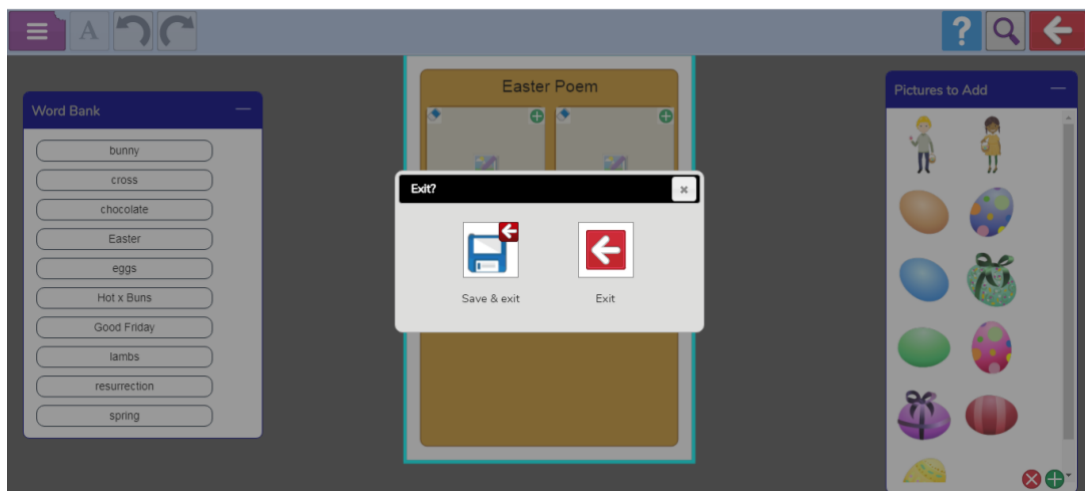 A
?
Easter Poem
Word Bank
bunny
cross
chocolate
Easter
eggs
Hot x Buns
Good Friday
lambs
resurrection
spring
Exit?
Save & exit
Exit
Pictures to Add